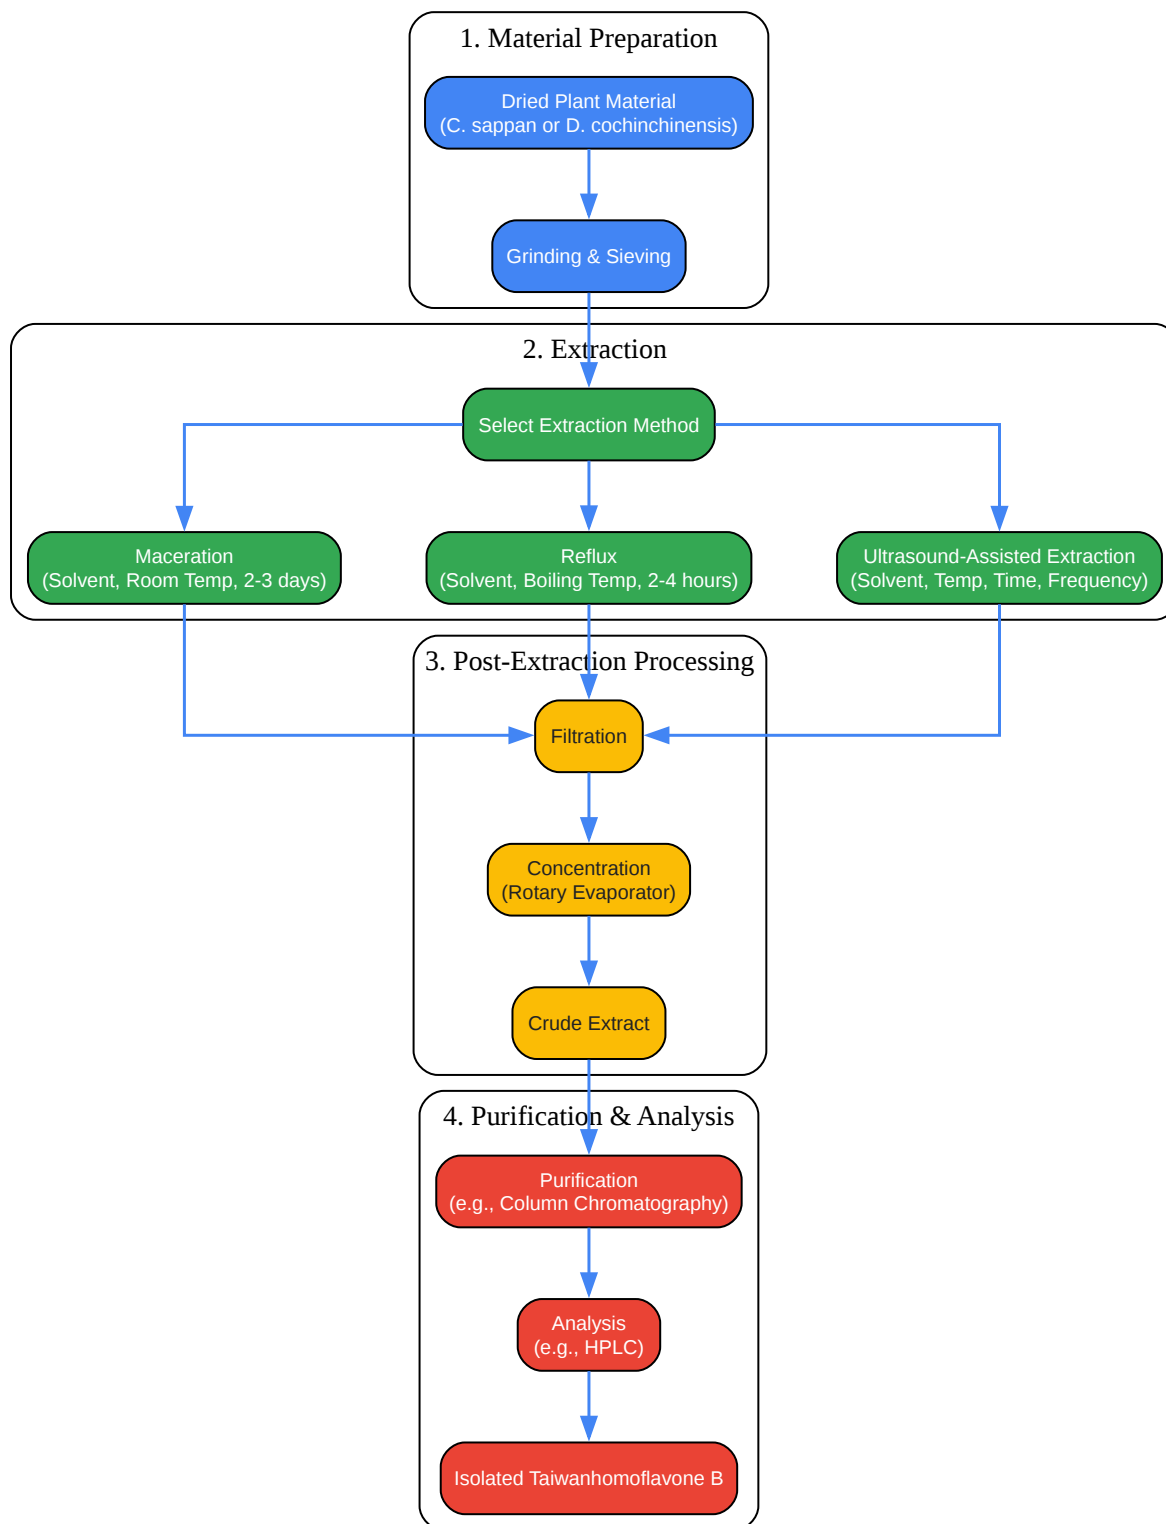 1. Material Preparation
Dried Plant Material
(C. sappan or D. cochinchinensis)
Grinding & Sieving
2. Extraction
Select Extraction Method
Maceration
(Solvent, Room Temp, 2-3 days)
Reflux
(Solvent, Boiling Temp, 2-4 hours)
Ultrasound-Assisted Extraction
(Solvent, Temp, Time, Frequency)
3. Post-Extraction Processing
Filtration
Concentration
(Rotary Evaporator)
Crude Extract
4. Purification & Analysis
Purification
(e.g., Column Chromatography)
Analysis
(e.g., HPLC)
Isolated Taiwanhomoflavone B